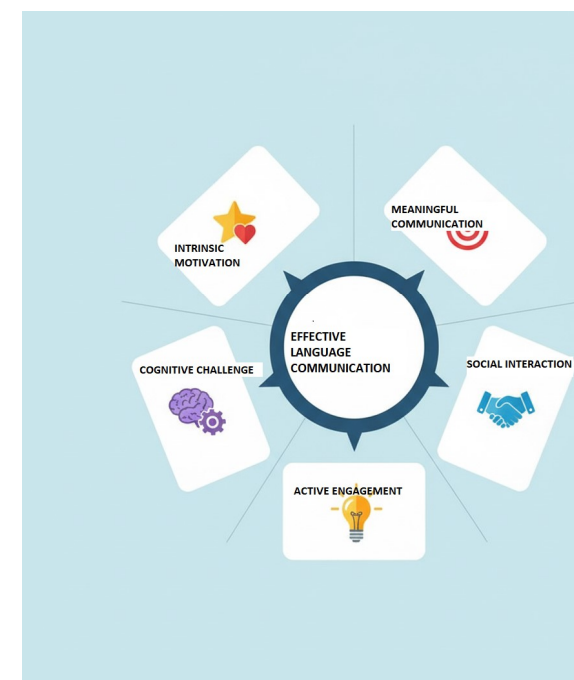 MEANINGFUL
COMMUNICATION
INTRINSIC
MOTIVATION
EFFECTIVE
LANGUAGE
COMMUNICATION
COGNITIVE CHALLENGE
SOCIAL INTERACTION
ACTIVE ENGAGEMENT